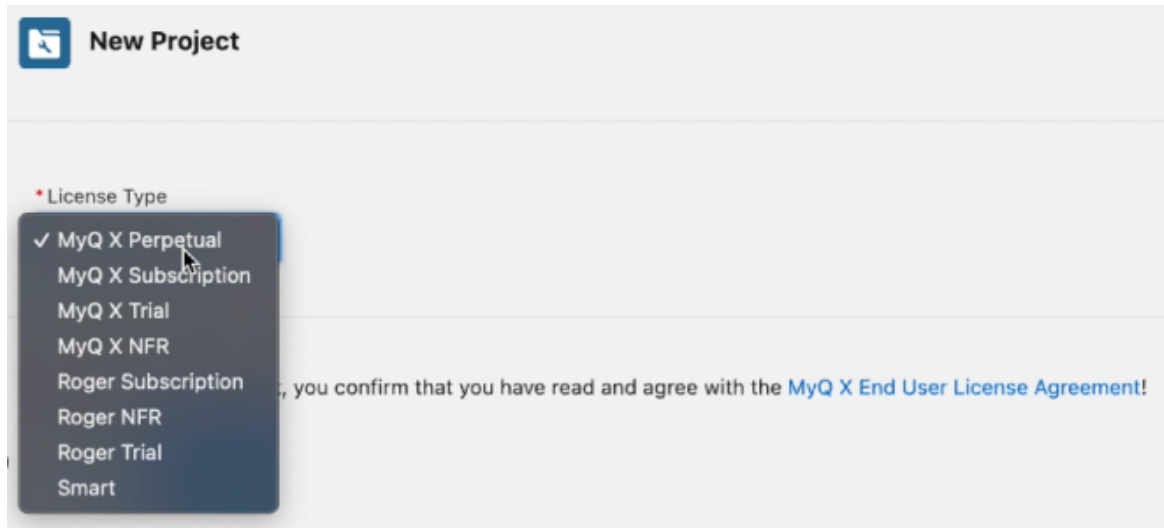 New Project
* License Type
✓ MyQ X Perpetual
MyQ X Subscription
MyQ X Trial
MyQ X NFR
Roger Subscription
, you confirm that you have read and agree with the MyQ X End User License Agreement!
Roger NFR
Roger Trial
Smart